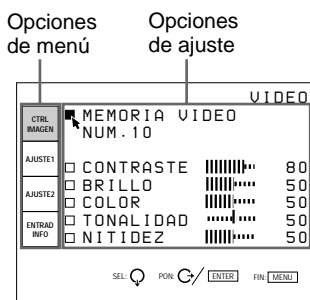 Opciones de menú
Opciones de ajuste
VIDEO
CTRL IMAGEN
AJUSTE1
AJUSTE2
ENTRAD INFO
MEMORIA VIDEO
NUM.10
CONTRASTE 80
BRILLO 50
COLOR 50
TONALIDAD 50
NITIDEZ 50
SEL: PON: ENTER FIN: MENU